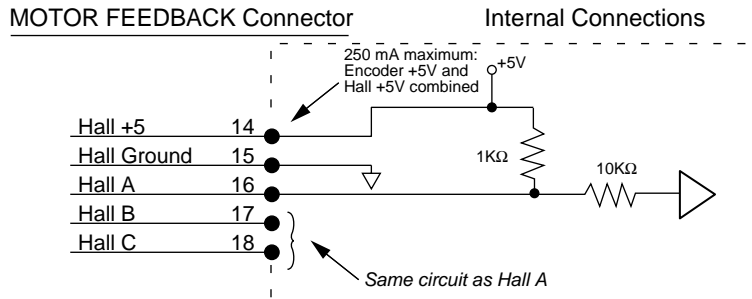 MOTOR FEEDBACK Connector
Internal Connections
250 mA maximum:
Encoder +5V and
Hall +5V combined
+5V
Hall +5 14
Hall Ground 15
Hall A 16
Hall B 17
Hall C 18
1KΩ
10KΩ
Same circuit as Hall A